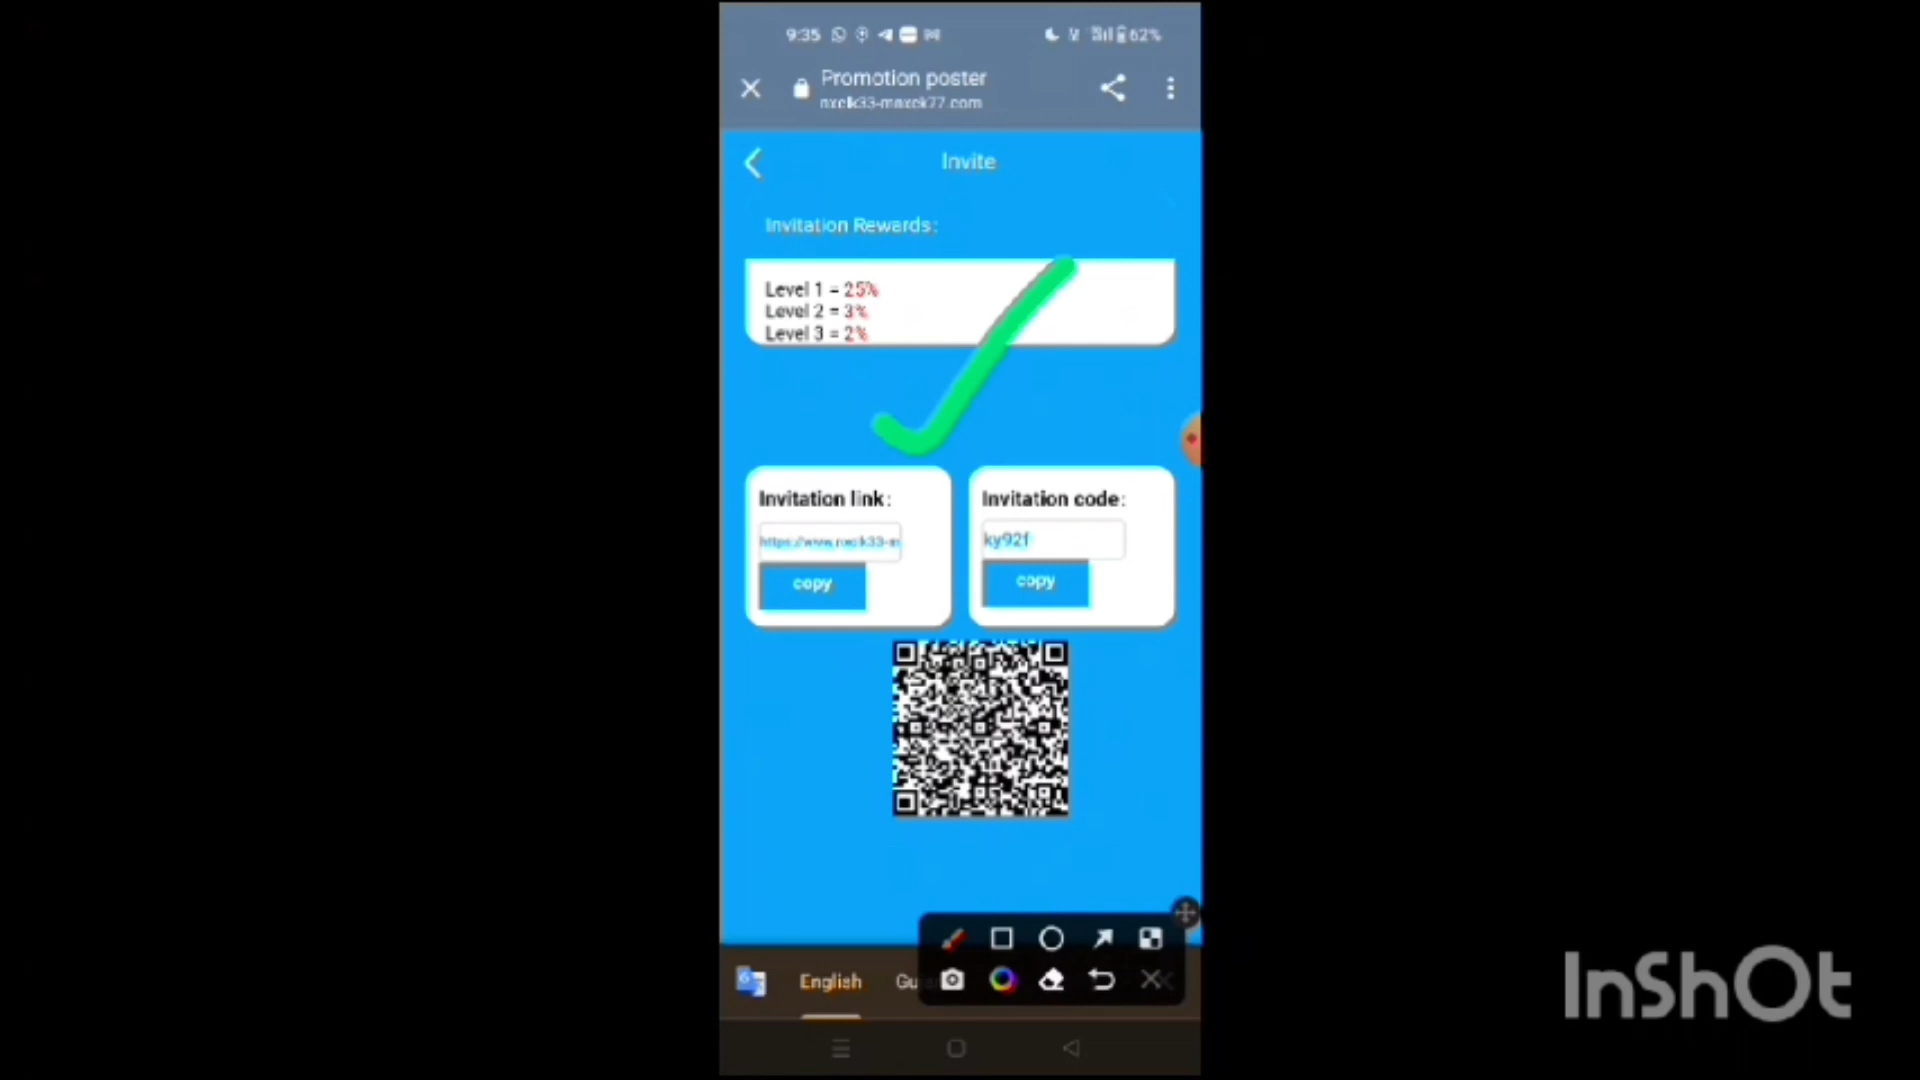 9:35 62%
Promotion poster
Invite
Invitation Rewards:
Level 1 = 25%
Level 2 = 3%
Level 3 = 2%
Invitation link: Invitation code:
ky92f
copy copy
English Gu
InShOt